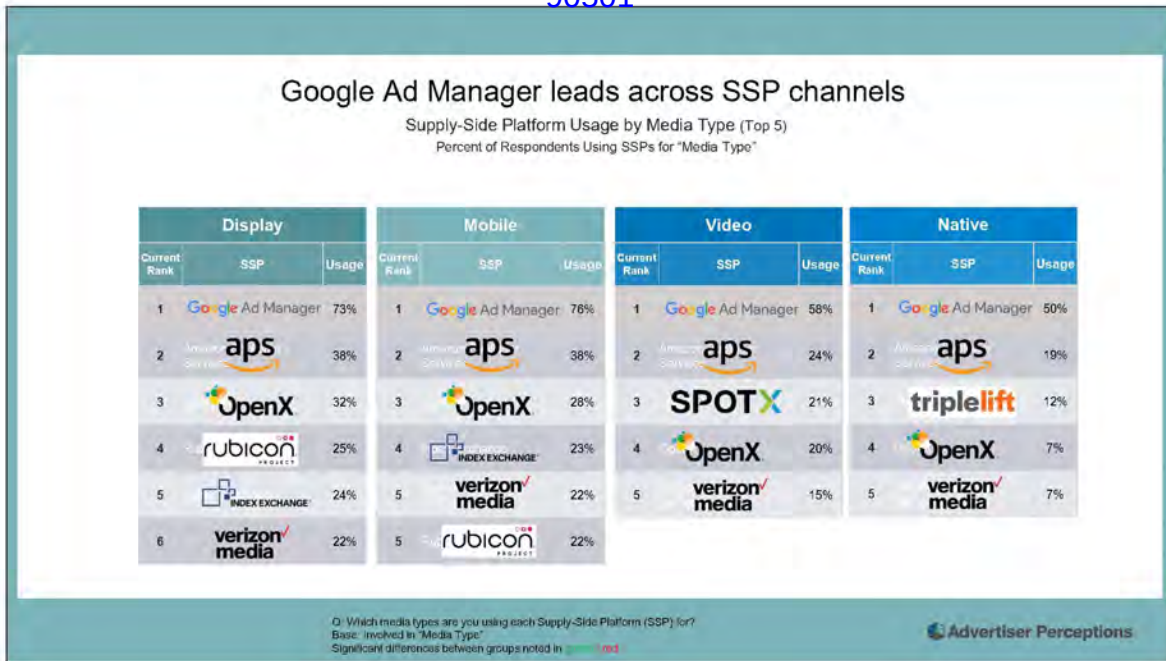 Google Ad Manager leads across SSP channels
Supply-Side Platform Usage by Media Type (Top 5)
Percent of Respondents Using SSPs for "Media Type"
Display
Current Rank SSP Usage
1 Google Ad Manager 73%
2 aps 38%
3 OpenX 32%
4 rubicon PROJECT 25%
5 INDEX EXCHANGE 24%
6 verizon media 22%
Mobile
Current Rank SSP Usage
1 Google Ad Manager 76%
2 aps 38%
3 OpenX 28%
4 INDEX EXCHANGE 23%
5 verizon media 22%
5 rubicon PROJECT 22%
Video
Current Rank SSP Usage
1 Google Ad Manager 58%
2 aps 24%
3 SPOTX 21%
4 OpenX 20%
5 verizon media 15%
Native
Current Rank SSP Usage
1 Google Ad Manager 50%
2 aps 19%
3 triplelift 12%
4 OpenX 7%
5 verizon media 7%
Q: Which media types are you using each Supply-Side Platform (SSP) for?
Base: Involved in "Media Type"
Significant differences between groups noted in red
Advertiser Perceptions